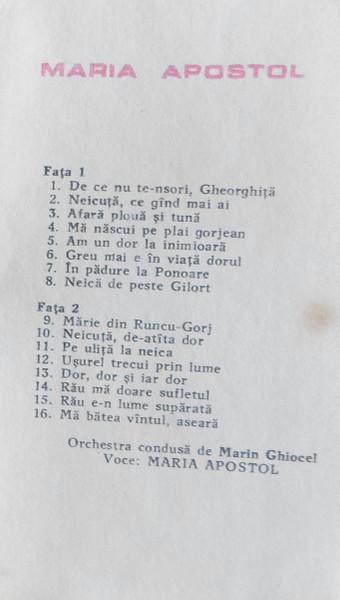 MARIA APOSTOL
Fața 1
1. De ce nu te-nsori, Gheorghiță
2. Neicuță, ce gînd mai ai
3. Afară plouă și tună
4. Mă născui pe plai gorjean
5. Am un dor la inimioară
6. Greu mai e în viață dorul
7. În pădure la Ponoare
8. Neică de peste Gilort
Fața 2
9. Mărie din Runcu-Gorj
10. Neicuță, de-atîta dor
11. Pe uliță la neica
12. Ușurel trecui prin lume
13. Dor, dor și iar dor
14. Rău mă doare sufletul
15. Rău e-n lume supărată
16. Mă bătea vîntul, aseară
Orchestra condusă de Marin Ghiocel
Voce: MARIA APOSTOL